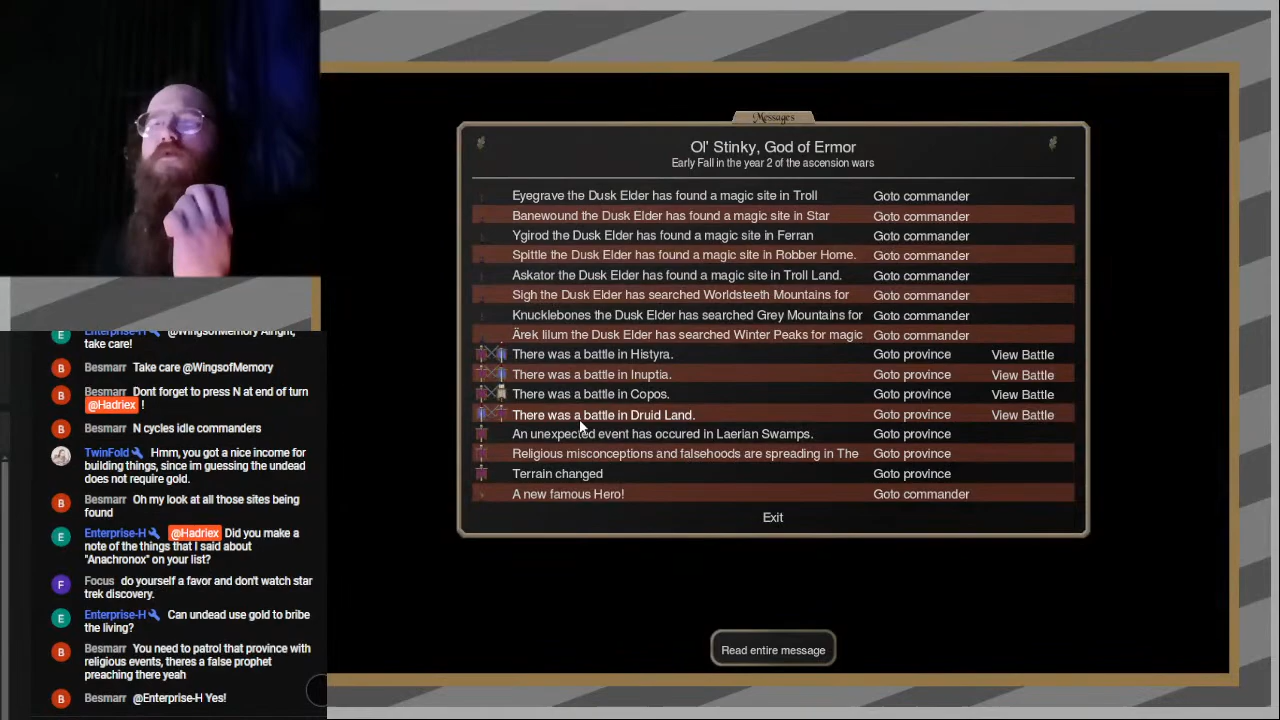 Enterprise-H @WingsofMemory Alright,
take care!
Besmarr Take care @WingsofMemory
Besmarr Dont forget to press N at end of turn
@Hadriex !
Besmarr N cycles idle commanders
TwinFold Hmm, you got a nice income for
building things, since im guessing the undead
does not require gold.
Besmarr Oh my look at all those sites being
found
Enterprise-H @Hadriex Did you make a
note of the things that I said about
"Anachronox" on your list?
Focus do yourself a favor and don't watch star
trek discovery.
Enterprise-H Can undead use gold to bribe
the living?
Besmarr You need to patrol that province with
religious events, theres a false prophet
preaching there yeah
Besmarr @Enterprise-H Yes!
E
B
B
B
B
E
F
E
B
B
Messages
Ol' Stinky, God of Ermor
Early Fall in the year 2 of the ascension wars
Eyegrave the Dusk Elder has found a magic site in Troll Goto commander
Banewound the Dusk Elder has found a magic site in Star Goto commander
Ygirod the Dusk Elder has found a magic site in Ferran Goto commander
Spittle the Dusk Elder has found a magic site in Robber Home. Goto commander
Askator the Dusk Elder has found a magic site in Troll Land. Goto commander
Sigh the Dusk Elder has searched Worldsteeth Mountains for Goto commander
Knucklebones the Dusk Elder has searched Grey Mountains for Goto commander
Ärek Iilum the Dusk Elder has searched Winter Peaks for magic Goto commander
There was a battle in Histyra. Goto province View Battle
There was a battle in Inuptia. Goto province View Battle
There was a battle in Copos. Goto province View Battle
There was a battle in Druid Land. Goto province View Battle
An unexpected event has occured in Laerian Swamps. Goto province
Religious misconceptions and falsehoods are spreading in The Goto province
Terrain changed Goto province
A new famous Hero! Goto commander
Exit
Read entire message